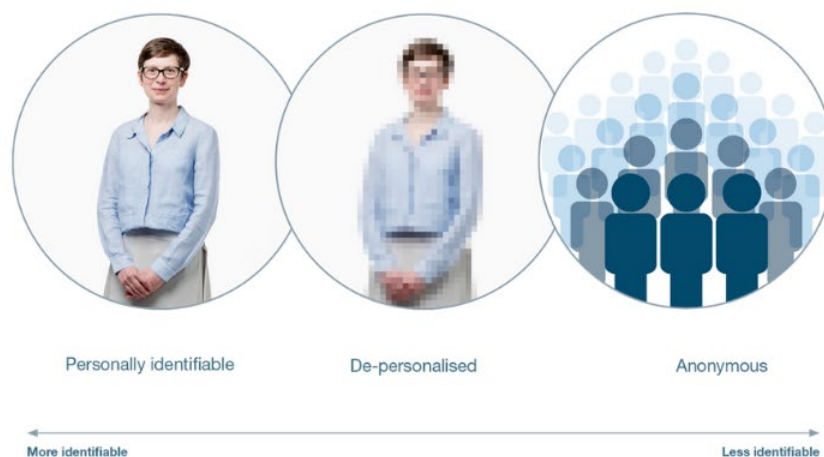 Personally identifiable
De-personalised
Anonymous
More identifiable
Less identifiable